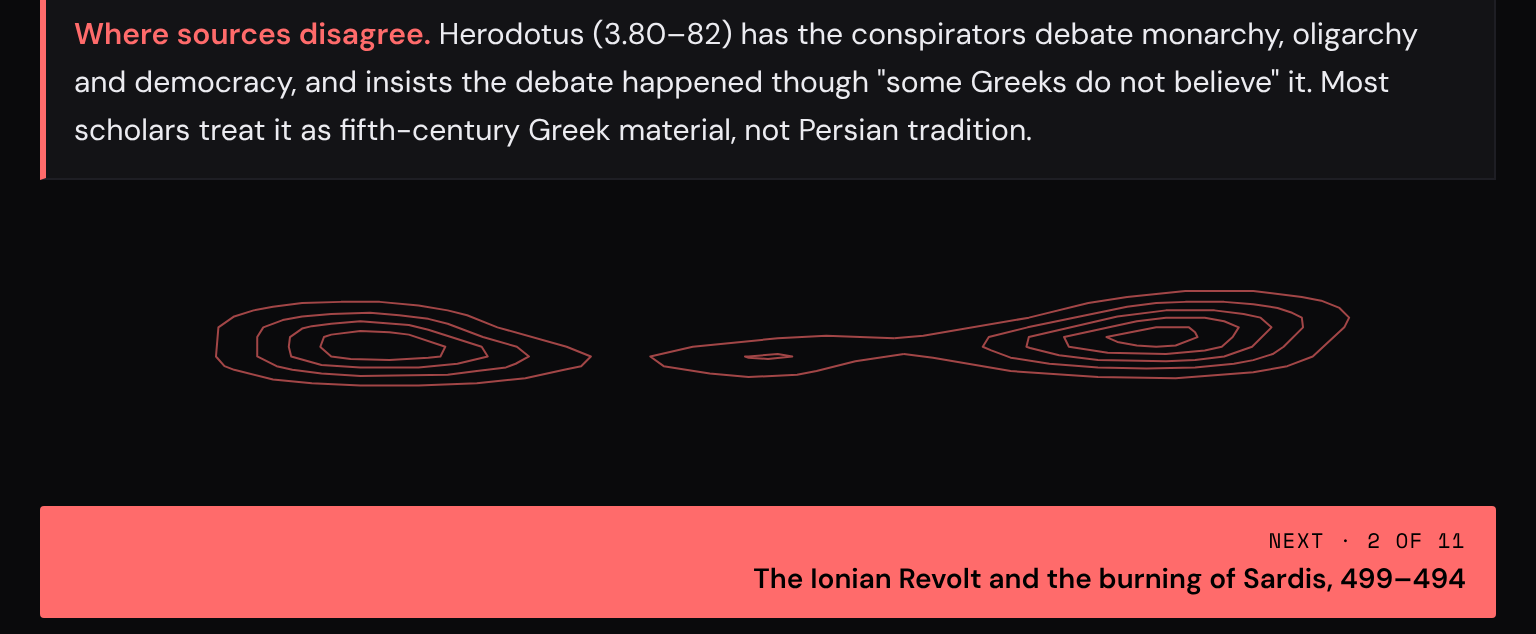 Where sources disagree. Herodotus (3.80–82) has the conspirators debate monarchy, oligarchy
and democracy, and insists the debate happened though "some Greeks do not believe" it. Most
scholars treat it as fifth-century Greek material, not Persian tradition.
NEXT · 2 OF 11
The Ionian Revolt and the burning of Sardis, 499–494